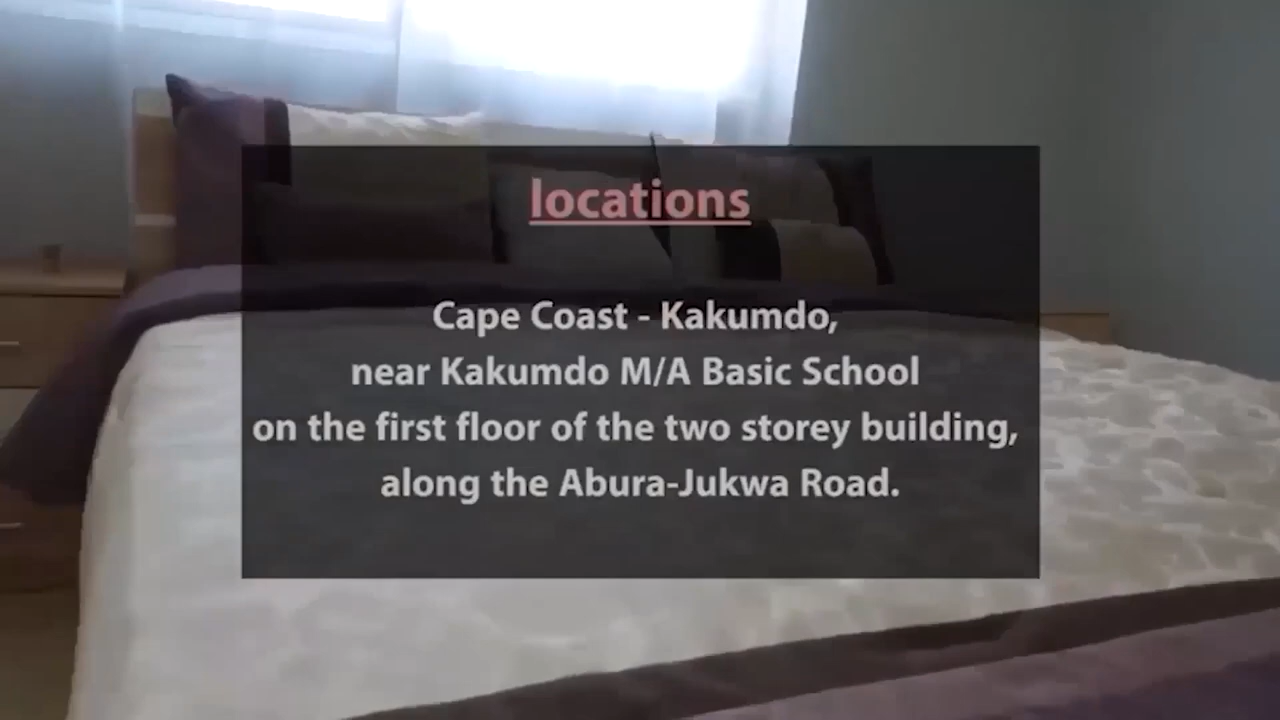 locations
Cape Coast - Kakumdo,
near Kakumdo M/A Basic School
on the first floor of the two storey building,
along the Abura-Jukwa Road.